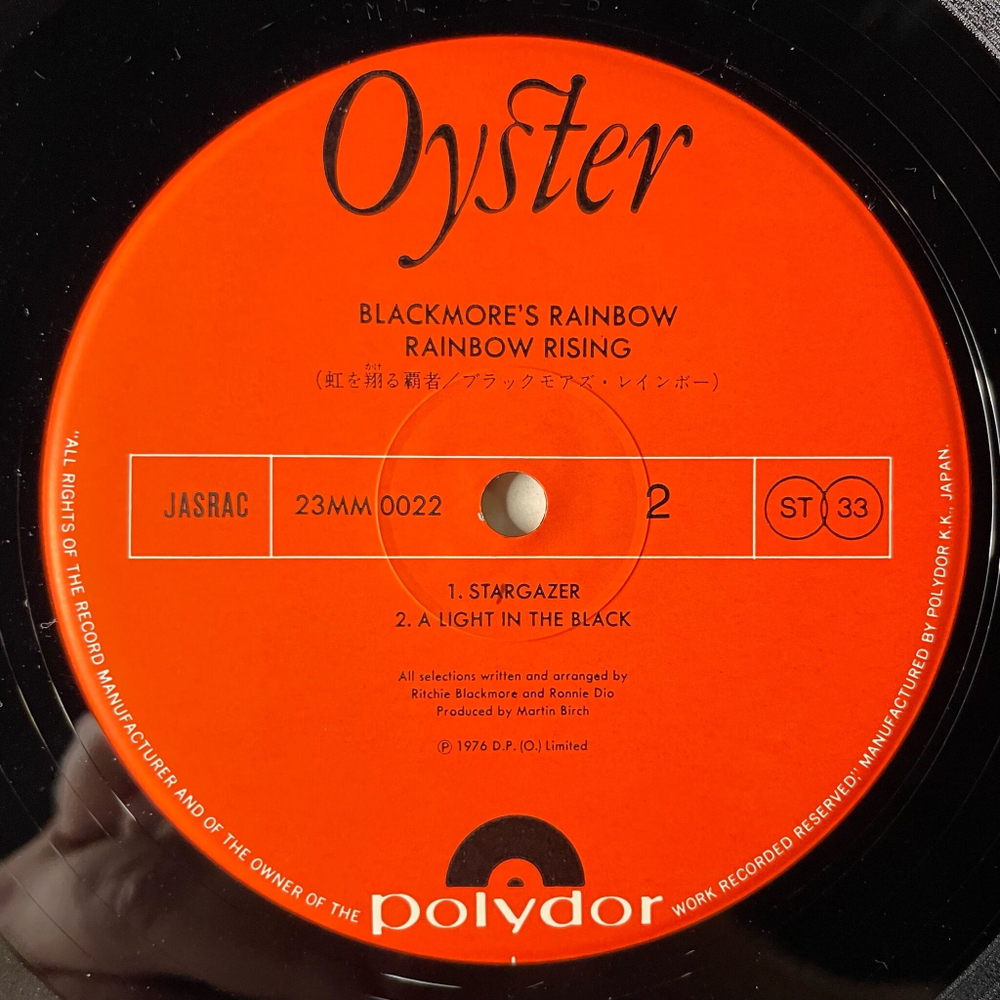 Oyster
BLACKMORE'S RAINBOW
RAINBOW RISING
(虹を翔る覇者／ブラックモアズ・レインボー)
かけ
JASRAC
23MM 0022
2
ST 33
1. STARGAZER
2. A LIGHT IN THE BLACK
All selections written and arranged by
Ritchie Blackmore and Ronnie Dio
Produced by Martin Birch
Ⓟ 1976 D.P. (O.) Limited
"ALL RIGHTS OF THE RECORD MANUFACTURER AND OF THE OWNER OF THE WORK RECORDED RESERVED," MANUFACTURED BY POLYDOR K.K., JAPAN.
polydor